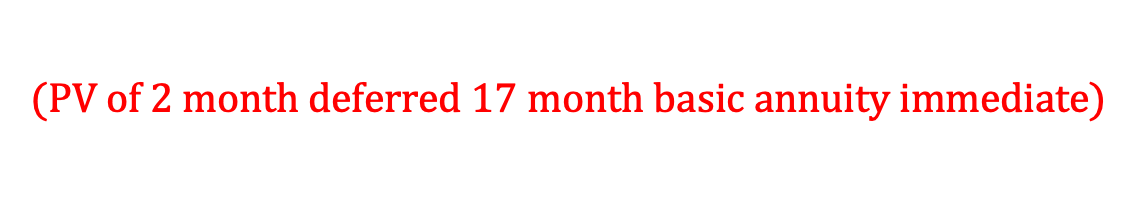 (PV of 2 month deferred 17 month basic annuity immediate)